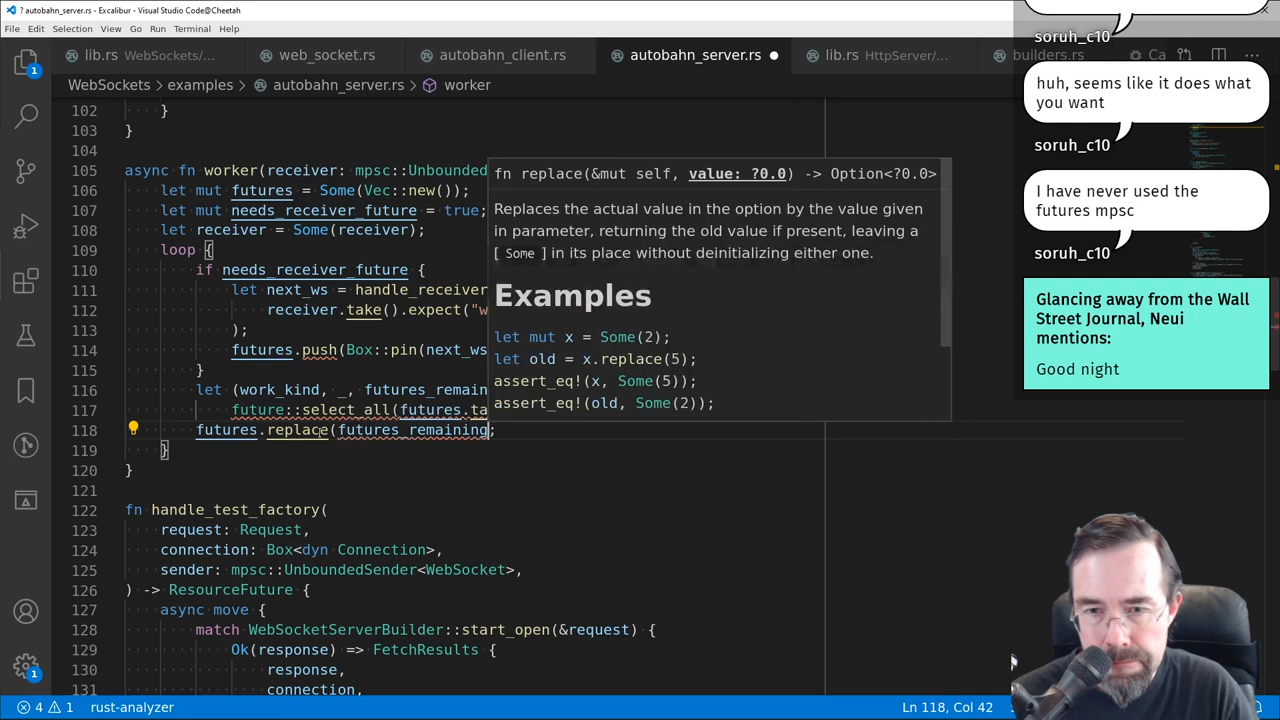 ? autobahn_server.rs - Excalibur - Visual Studio Code@Cheetah
File Edit Selection View Go Run Terminal Help
lib.rs WebSockets/... web_socket.rs autobahn_client.rs autobahn_server.rs lib.rs HttpServer/... builders.rs Ca
WebSockets > examples > autobahn_server.rs > worker
102 }
103 }
104
105 async fn worker(receiver: mpsc::Unbounded
106 let mut futures = Some(Vec::new());
107 let mut needs_receiver_future = true;
108 let receiver = Some(receiver);
109 loop {
110 if needs_receiver_future {
111 let next_ws = handle_receiver
112 receiver.take().expect("w
113 );
114 futures.push(Box::pin(next_ws
115 }
116 let (work_kind, _, futures_remain
117 future::select_all(futures.ta
118 futures.replace(futures_remaining;
119 }
120 }
121
122 fn handle_test_factory(
123 request: Request,
124 connection: Box<dyn Connection>,
125 sender: mpsc::UnboundedSender<WebSocket>,
126 ) -> ResourceFuture {
127 async move {
128 match WebSocketServerBuilder::start_open(&request) {
129 Ok(response) => FetchResults {
130 response,
131 connection,
fn replace(&mut self, value: ?0.0) -> Option<?0.0>
Replaces the actual value in the option by the value given
in parameter, returning the old value if present, leaving a
[ Some ] in its place without deinitializing either one.
Examples
let mut x = Some(2);
let old = x.replace(5);
assert_eq!(x, Some(5));
assert_eq!(old, Some(2));
soruh_c10
huh, seems like it does what
you want
soruh_c10
I have never used the
futures mpsc
soruh_c10
Glancing away from the Wall
Street Journal, Neui
mentions:
Good night
1
1
4 1 rust-analyzer Ln 118, Col 42